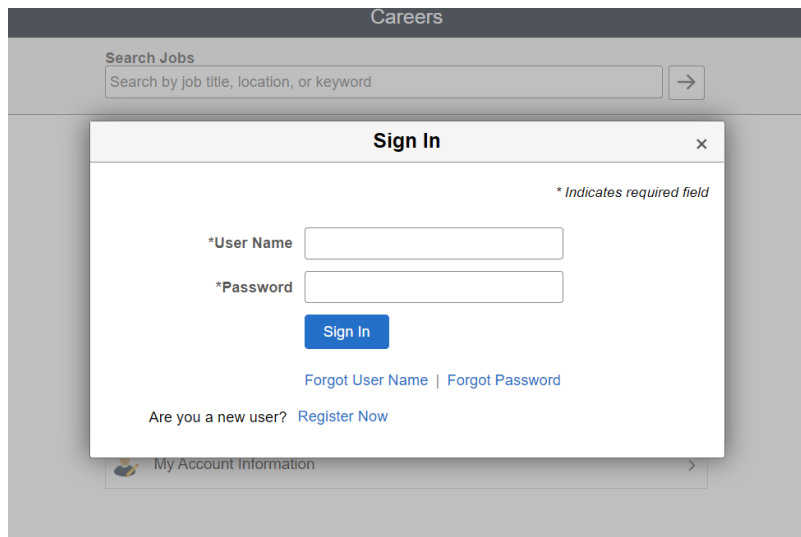 Careers
Search Jobs
Search by job title, location, or keyword
Sign In
* Indicates required field
*User Name
*Password
Sign In
Forgot User Name | Forgot Password
Are you a new user? Register Now
My Account Information